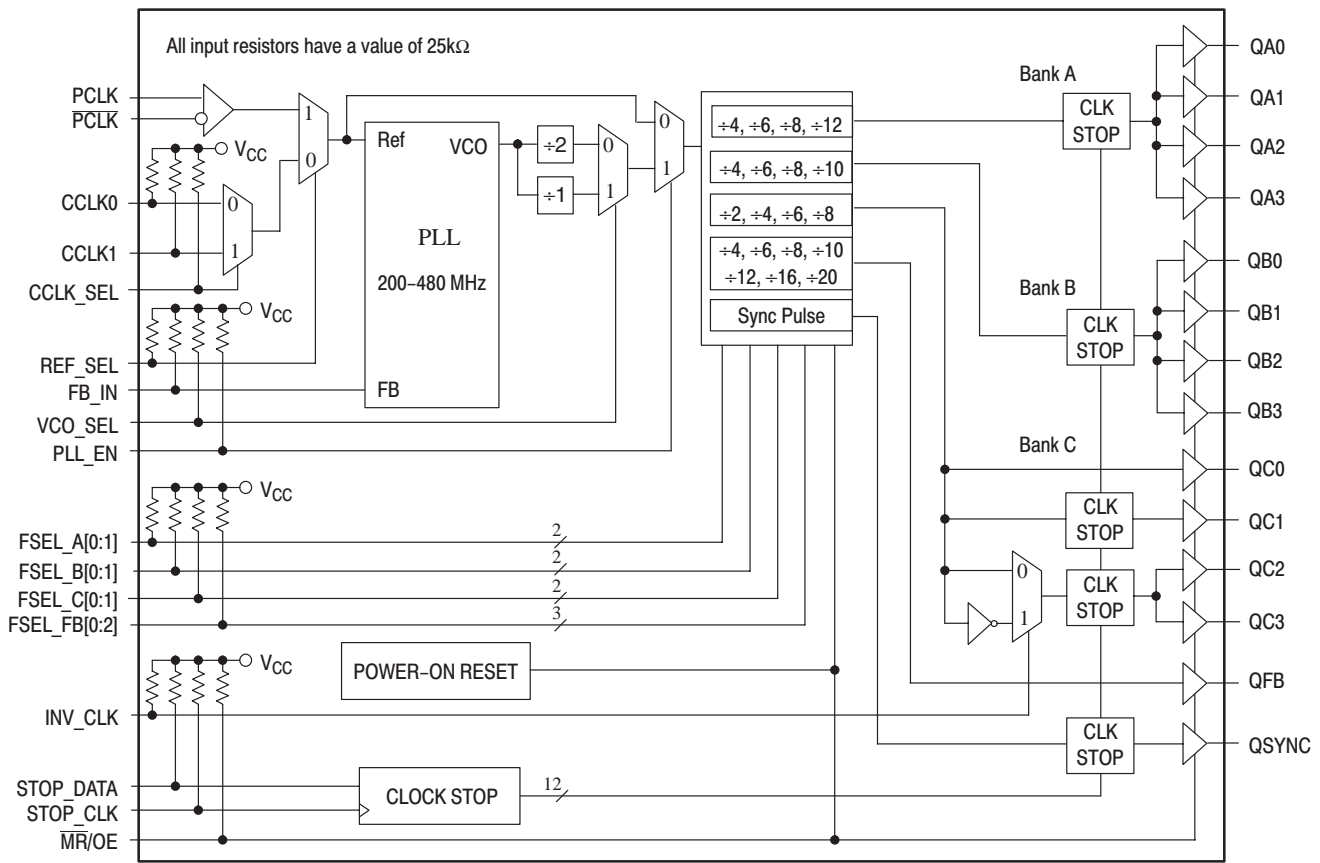 All input resistors have a value of 25kΩ
PCLK
PCLK
VCC
CCLK0
CCLK1
CCLK_SEL
VCC
REF_SEL
FB_IN
VCO_SEL
PLL_EN
VCC
FSEL_A[0:1]
FSEL_B[0:1]
FSEL_C[0:1]
FSEL_FB[0:2]
VCC
INV_CLK
STOP_DATA
STOP_CLK
MR/OE
0
1
1
0
Ref
VCO
PLL
200–480 MHz
FB
÷2
÷1
0
1
0
1
÷4, ÷6, ÷8, ÷12
÷4, ÷6, ÷8, ÷10
÷2, ÷4, ÷6, ÷8
÷4, ÷6, ÷8, ÷10
÷12, ÷16, ÷20
Sync Pulse
2
2
2
3
POWER–ON RESET
CLOCK STOP
12
Bank A
CLK
STOP
Bank B
CLK
STOP
Bank C
CLK
STOP
0
1
CLK
STOP
CLK
STOP
QA0
QA1
QA2
QA3
QB0
QB1
QB2
QB3
QC0
QC1
QC2
QC3
QFB
QSYNC